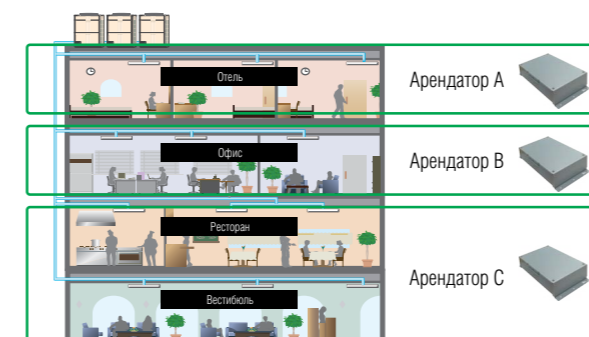 Отель
Арендатор A
Офис
Арендатор B
Ресторан
Арендатор C
Вестибюль